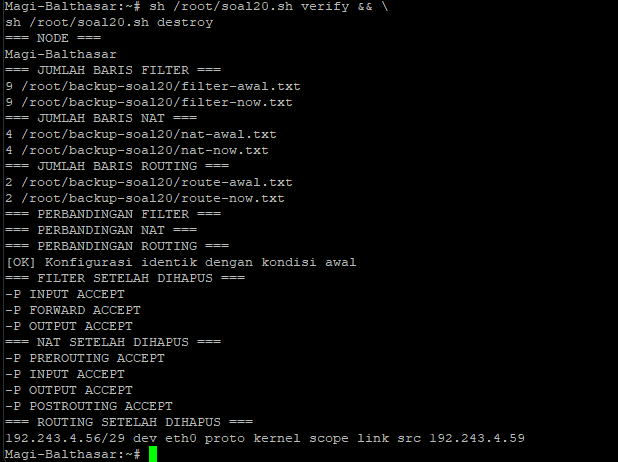 Magi-Balthasar:~# sh /root/soal20.sh verify && \
sh /root/soal20.sh destroy
=== NODE ===
Magi-Balthasar
=== JUMLAH BARIS FILTER ===
9 /root/backup-soal20/filter-awal.txt
9 /root/backup-soal20/filter-now.txt
=== JUMLAH BARIS NAT ===
4 /root/backup-soal20/nat-awal.txt
4 /root/backup-soal20/nat-now.txt
=== JUMLAH BARIS ROUTING ===
2 /root/backup-soal20/route-awal.txt
2 /root/backup-soal20/route-now.txt
=== PERBANDINGAN FILTER ===
=== PERBANDINGAN NAT ===
=== PERBANDINGAN ROUTING ===
[OK] Konfigurasi identik dengan kondisi awal
=== FILTER SETELAH DIHAPUS ===
-P INPUT ACCEPT
-P FORWARD ACCEPT
-P OUTPUT ACCEPT
=== NAT SETELAH DIHAPUS ===
-P PREROUTING ACCEPT
-P INPUT ACCEPT
-P OUTPUT ACCEPT
-P POSTROUTING ACCEPT
=== ROUTING SETELAH DIHAPUS ===
192.243.4.56/29 dev eth0 proto kernel scope link src 192.243.4.59
Magi-Balthasar:~#